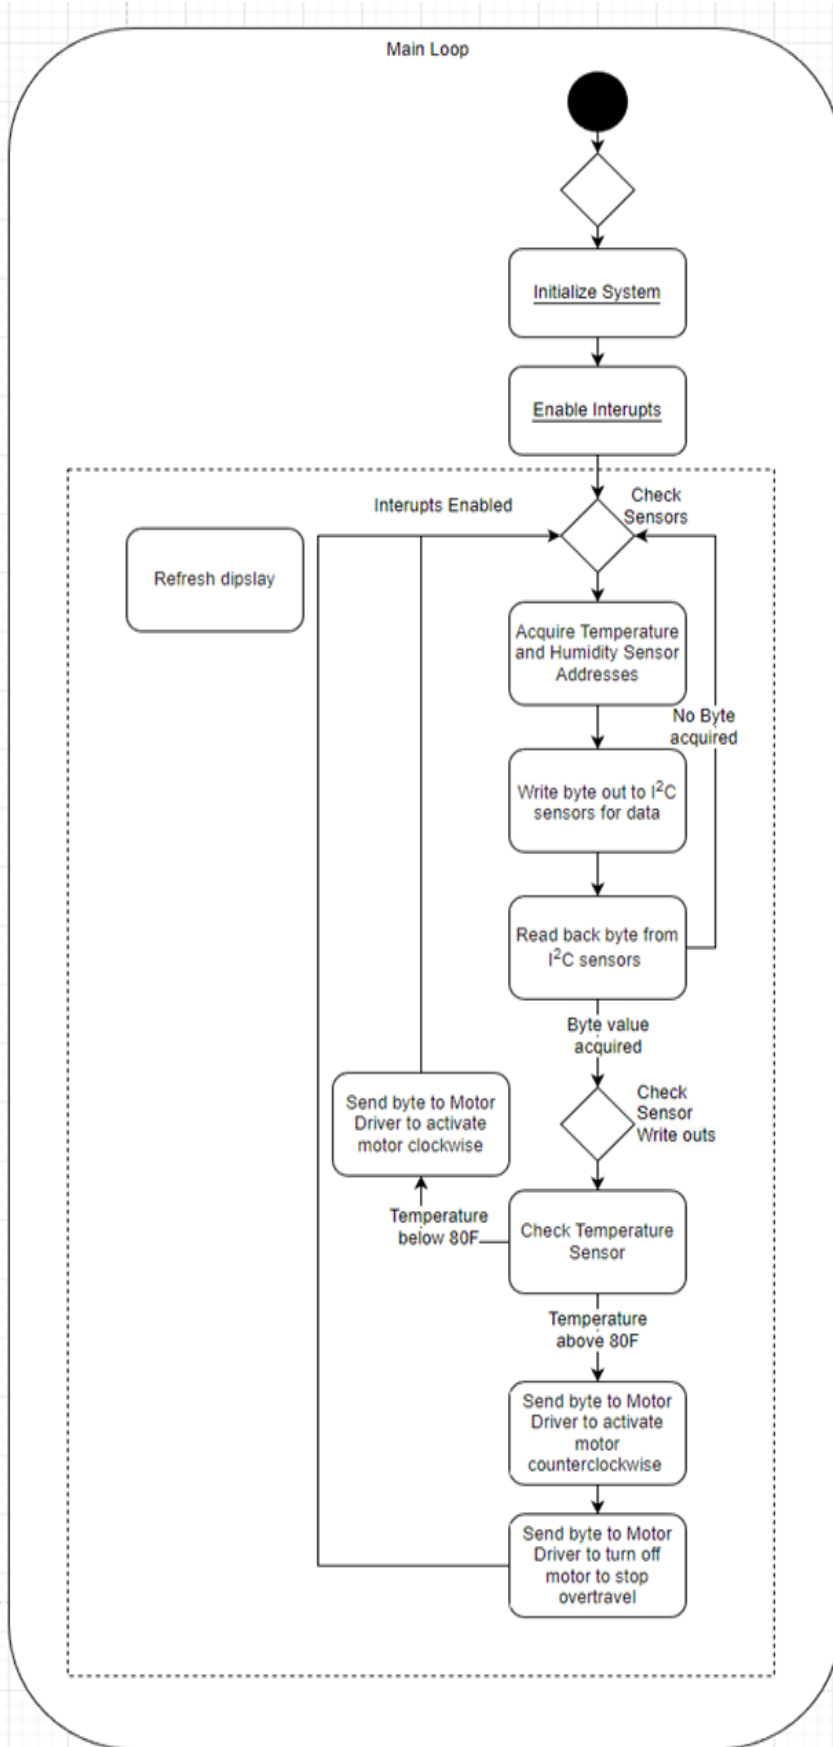 Main Loop
Initialize System
Enable Interupts
Interupts Enabled
Check
Sensors
Refresh dipslay
Acquire Temperature
and Humidity Sensor
Addresses
No Byte
acquired
Write byte out to I²C
sensors for data
Read back byte from
I²C sensors
Byte value
acquired
Check
Sensor
Write outs
Send byte to Motor
Driver to activate
motor clockwise
Temperature
below 80F
Check Temperature
Sensor
Temperature
above 80F
Send byte to Motor
Driver to activate
motor
counterclockwise
Send byte to Motor
Driver to turn off
motor to stop
overtravel